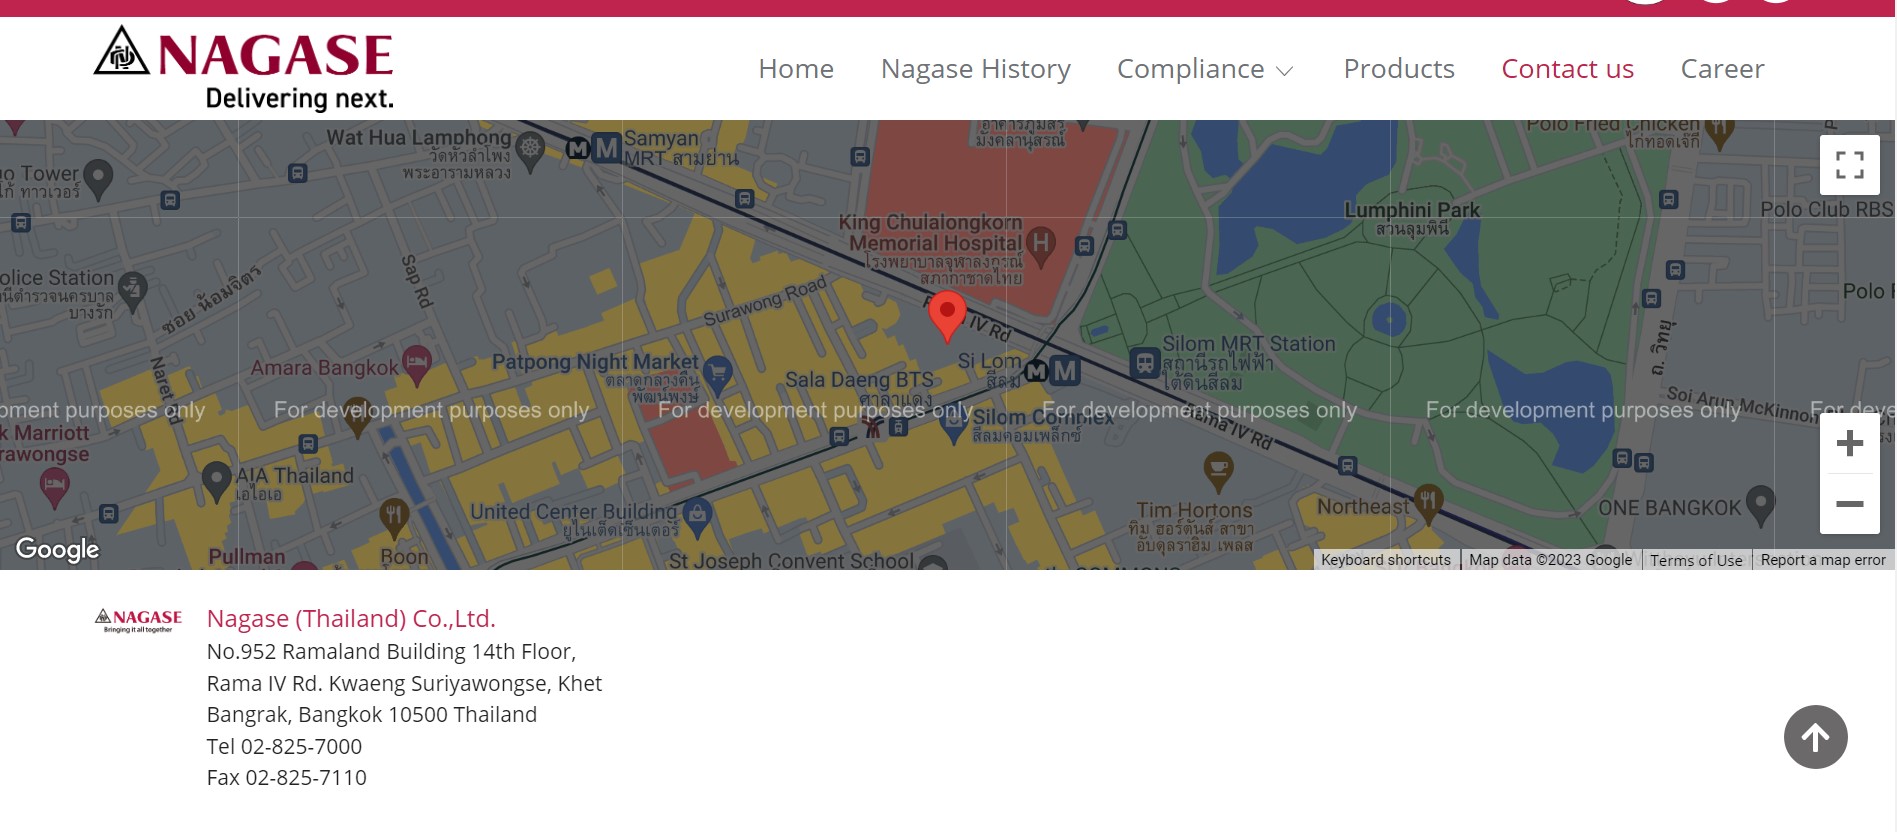 NAGASE
Delivering next.
Home
Nagase History
Compliance
Products
Contact us
Career
Wat Hua Lamphong
วัดหัวลำโพง
พระอารามหลวง
Samyan
MRT สามย่าน
อาคารภูมิสิริ
มังคลานุสรณ์
Polo Fried Chicken
ไก่ทอดเจ๊กี
Tower
ทาวเวอร์
King Chulalongkorn
Memorial Hospital
โรงพยาบาลจุฬาลงกรณ์
สภากาชาดไทย
Lumphini Park
สวนลุมพินี
Polo Club RBS
olice Station
บางรัก
ซอย น้อมจิตร
Sap Rd
Surawong Road
IV Rd
Polo
Naret Rd
Amara Bangkok
Patpong Night Market
ตลาดกลางคืน
พัฒน์พงษ์
Sala Daeng BTS
ศาลาแดง
Si Lom
สีลม
Silom MRT Station
สถานีรถไฟฟ้า
ใต้ดินสีลม
ถ. วิทยุ
Soi Arun McKinnon
pment purposes only
For development purposes only
For development purposes only
For development purposes only
For development purposes only
For deve
k Marriott
rawongse
Silom Complex
สีลมคอมเพล็กซ์
Rama IV Rd
AIA Thailand
เอไอเอ
United Center Building
ยูไนเต็ดเซ็นเตอร์
Tim Hortons
ทิม ฮอร์ตันส์ สาขา
อับดุลราฮิม เพลส
Northeast
ONE BANGKOK
Google
Pullman
Boon
St Joseph Convent School
Keyboard shortcuts
Map data ©2023 Google
Terms of Use
Report a map error
NAGASE
Bringing it all together
Nagase (Thailand) Co.,Ltd.
No.952 Ramaland Building 14th Floor,
Rama IV Rd. Kwaeng Suriyawongse, Khet
Bangrak, Bangkok 10500 Thailand
Tel 02-825-7000
Fax 02-825-7110